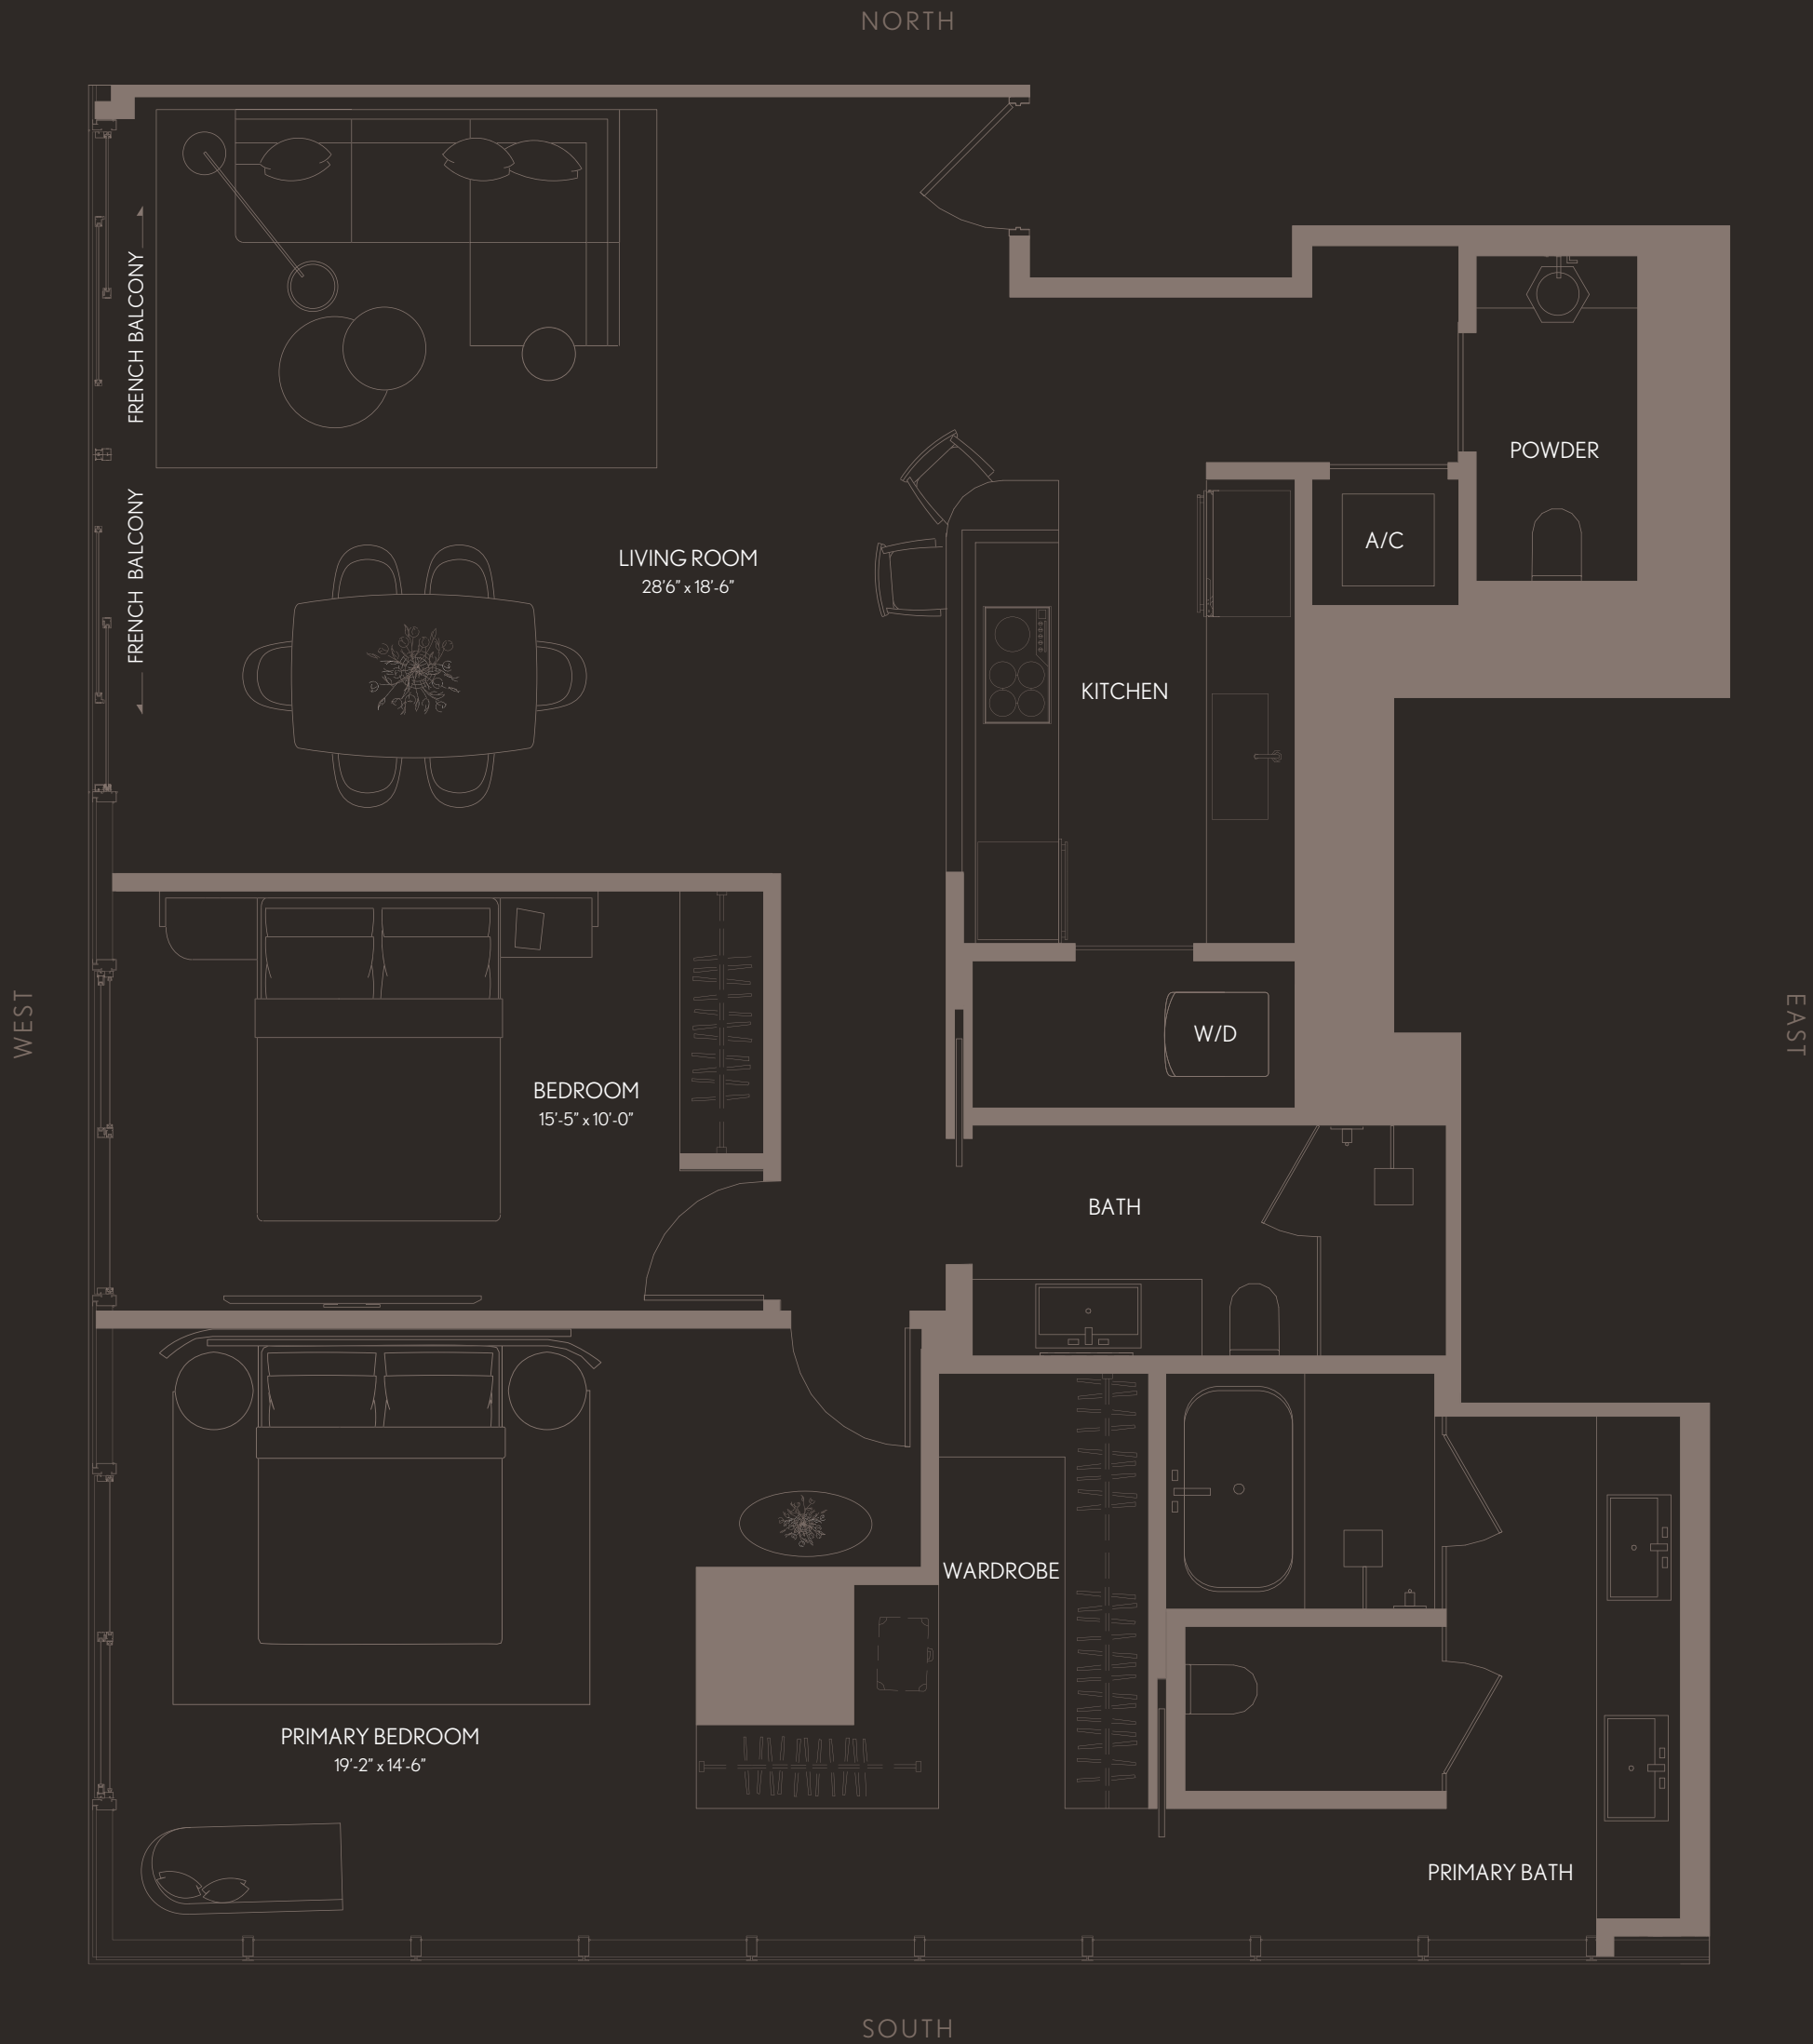 NORTH
FRENCH BALCONY
POWDER
FRENCH BALCONY
LIVING ROOM
28'6" x 18'-6"
A/C
KITCHEN
WEST
EAST
W/D
BEDROOM
15'-5" x 10'-0"
BATH
WARDROBE
PRIMARY BEDROOM
19'-2" x 14'-6"
PRIMARY BATH
SOUTH